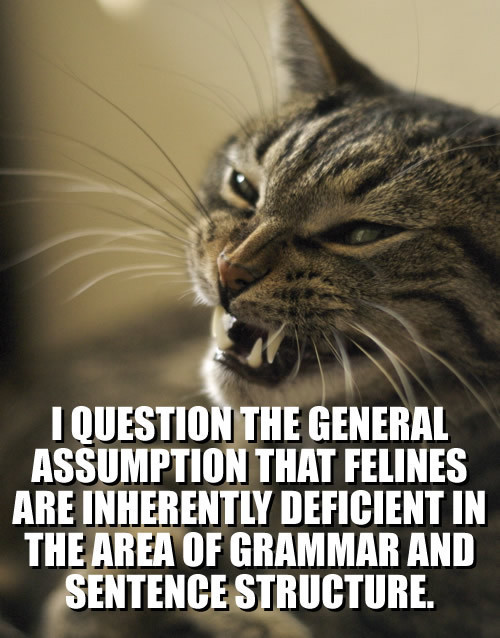 I QUESTION THE GENERAL
ASSUMPTION THAT FELINES
ARE INHERENTLY DEFICIENT IN
THE AREA OF GRAMMAR AND
SENTENCE STRUCTURE.